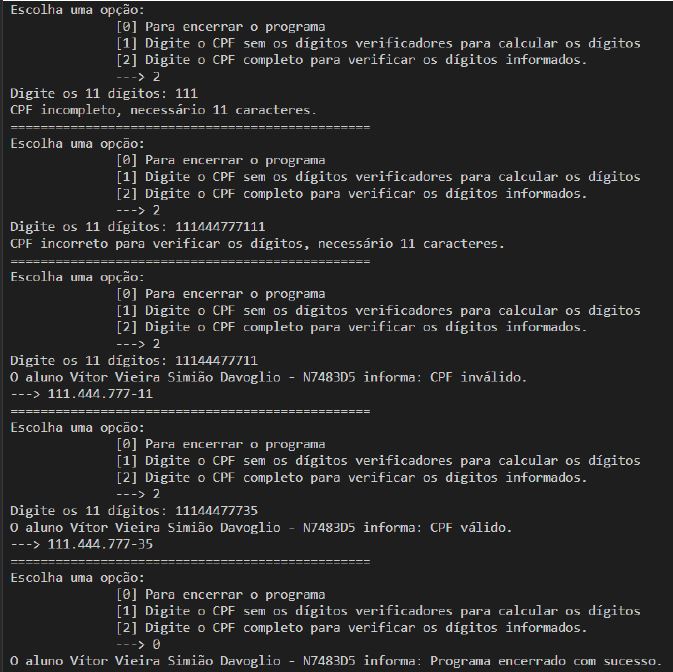 Escolha uma opção:
[0] Para encerrar o programa
[1] Digite o CPF sem os dígitos verificadores para calcular os dígitos
[2] Digite o CPF completo para verificar os dígitos informados.
---> 2
Digite os 11 dígitos: 111
CPF incompleto, necessário 11 caracteres.
================================================
Escolha uma opção:
[0] Para encerrar o programa
[1] Digite o CPF sem os dígitos verificadores para calcular os dígitos
[2] Digite o CPF completo para verificar os dígitos informados.
---> 2
Digite os 11 dígitos: 111444777111
CPF incorreto para verificar os dígitos, necessário 11 caracteres.
================================================
Escolha uma opção:
[0] Para encerrar o programa
[1] Digite o CPF sem os dígitos verificadores para calcular os dígitos
[2] Digite o CPF completo para verificar os dígitos informados.
---> 2
Digite os 11 dígitos: 11144477711
O aluno Vítor Vieira Simião Davoglio - N7483D5 informa: CPF inválido.
---> 111.444.777-11
================================================
Escolha uma opção:
[0] Para encerrar o programa
[1] Digite o CPF sem os dígitos verificadores para calcular os dígitos
[2] Digite o CPF completo para verificar os dígitos informados.
---> 2
Digite os 11 dígitos: 11144477735
O aluno Vítor Vieira Simião Davoglio - N7483D5 informa: CPF válido.
---> 111.444.777-35
================================================
Escolha uma opção:
[0] Para encerrar o programa
[1] Digite o CPF sem os dígitos verificadores para calcular os dígitos
[2] Digite o CPF completo para verificar os dígitos informados.
---> 0
O aluno Vítor Vieira Simião Davoglio - N7483D5 informa: Programa encerrado com sucesso.